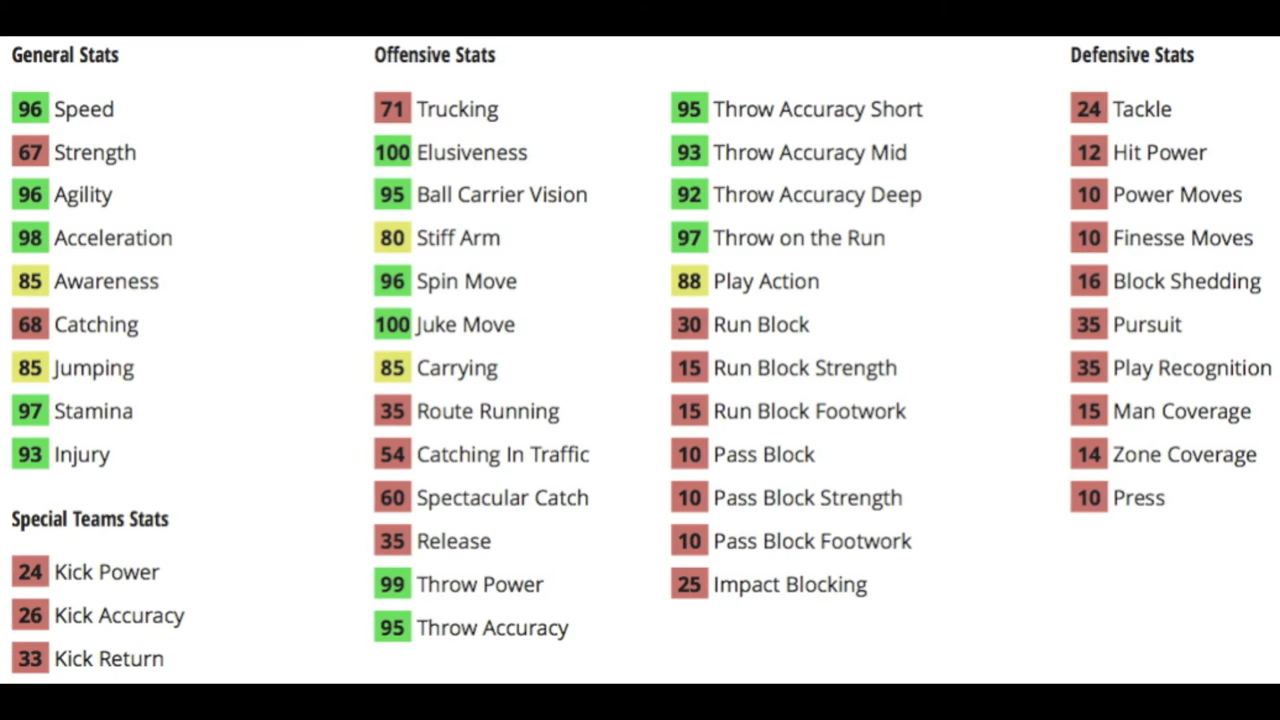 General Stats
96 Speed
67 Strength
96 Agility
98 Acceleration
85 Awareness
68 Catching
85 Jumping
97 Stamina
93 Injury
Special Teams Stats
24 Kick Power
26 Kick Accuracy
33 Kick Return
Offensive Stats
71 Trucking
100 Elusiveness
95 Ball Carrier Vision
80 Stiff Arm
96 Spin Move
100 Juke Move
85 Carrying
35 Route Running
54 Catching In Traffic
60 Spectacular Catch
35 Release
99 Throw Power
95 Throw Accuracy
95 Throw Accuracy Short
93 Throw Accuracy Mid
92 Throw Accuracy Deep
97 Throw on the Run
88 Play Action
30 Run Block
15 Run Block Strength
15 Run Block Footwork
10 Pass Block
10 Pass Block Strength
10 Pass Block Footwork
25 Impact Blocking
Defensive Stats
24 Tackle
12 Hit Power
10 Power Moves
10 Finesse Moves
16 Block Shedding
35 Pursuit
35 Play Recognition
15 Man Coverage
14 Zone Coverage
10 Press